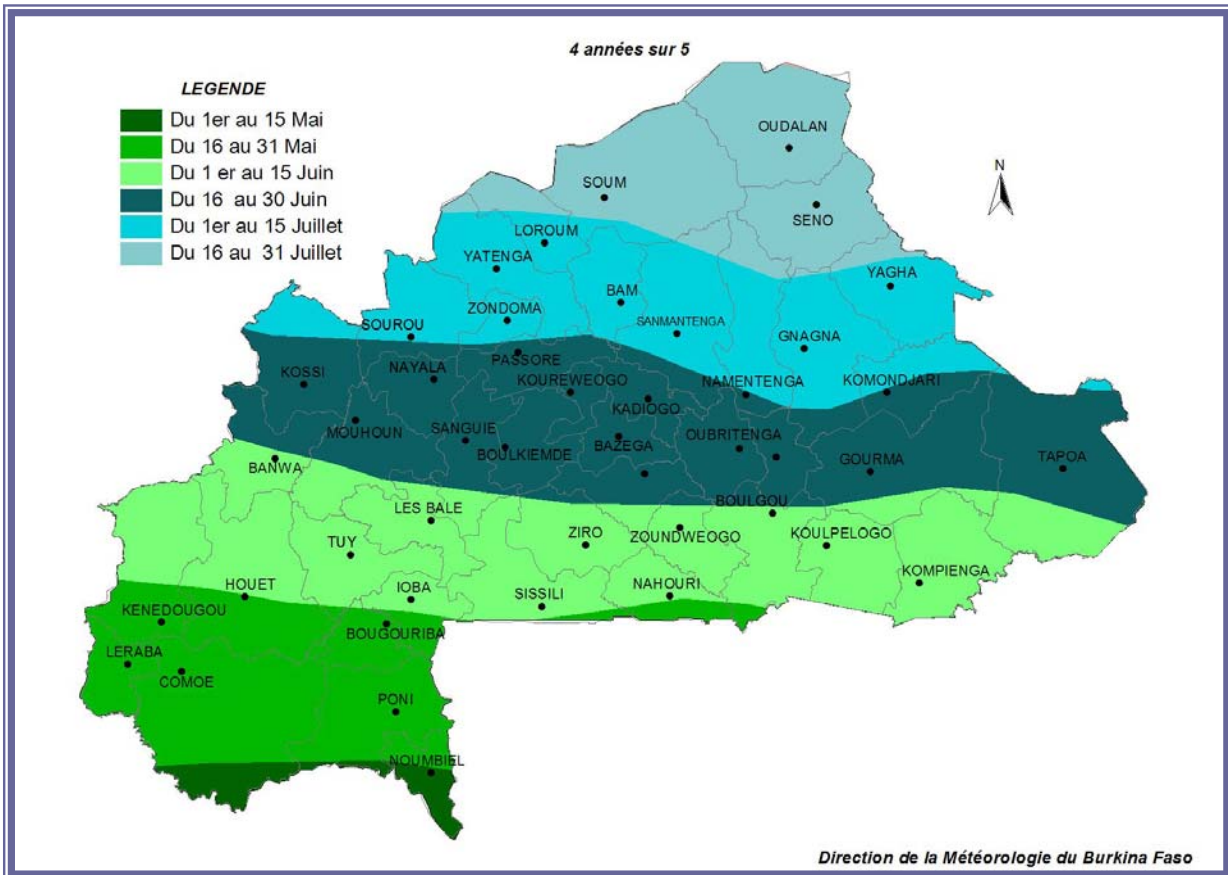 4 années sur 5
LEGENDE
Du 1er au 15 Mai
Du 16 au 31 Mai
Du 1 er au 15 Juin
Du 16 au 30 Juin
Du 1er au 15 Juillet
Du 16 au 31 Juillet
N
OUDALAN
SOUM
SENO
LOROUM
YATENGA
YAGHA
BAM
ZONDOMA
SANMANTENGA
SOUROU
GNAGNA
PASSORE
KOSSI
NAYALA
KOUREWEOGO
NAMENTENGA
KOMONDJARI
KADIOGO
MOUHOUN
SANGUIE
BAZEGA
OUBRITENGA
BOULKIEMDE
GOURMA
TAPOA
BANWA
BOULGOU
LES BALE
ZIRO
ZOUNDWEOGO
KOULPELOGO
TUY
KOMPIENGA
HOUET
IOBA
SISSILI
NAHOURI
KENEDOUGOU
BOUGOURIBA
LERABA
COMOE
PONI
NOUMBIEL
Direction de la Météorologie du Burkina Faso